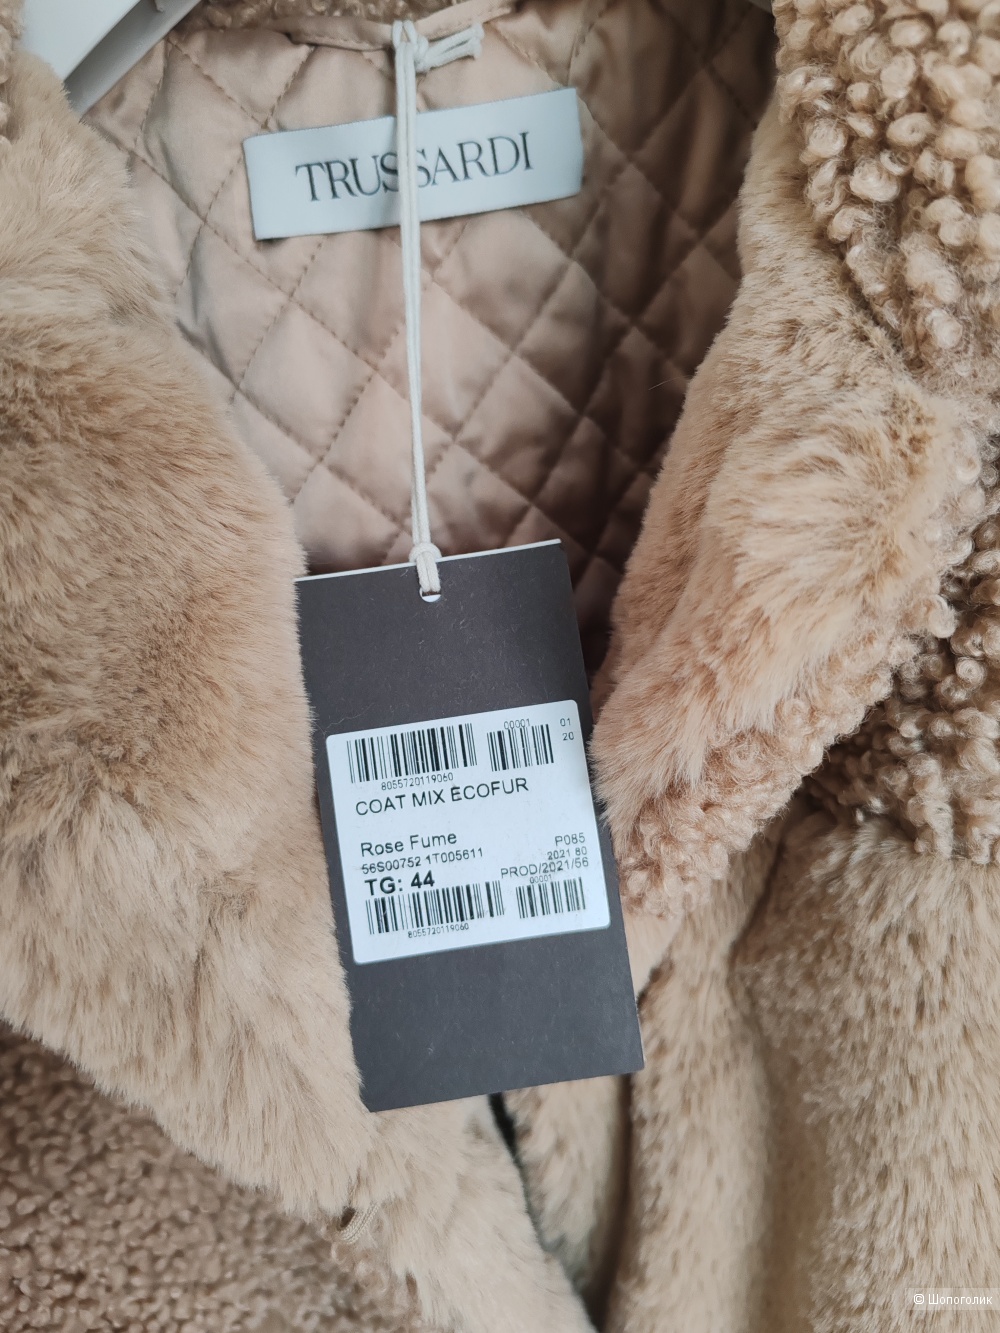 TRUSSARDI
00001
01
20
8055720119060
COAT MIX ECOFUR
Rose Fume
P085
56S00752 1T005611
2021 80
TG: 44
PROD/2021/56
00001
8055720119060
© Шопоголик